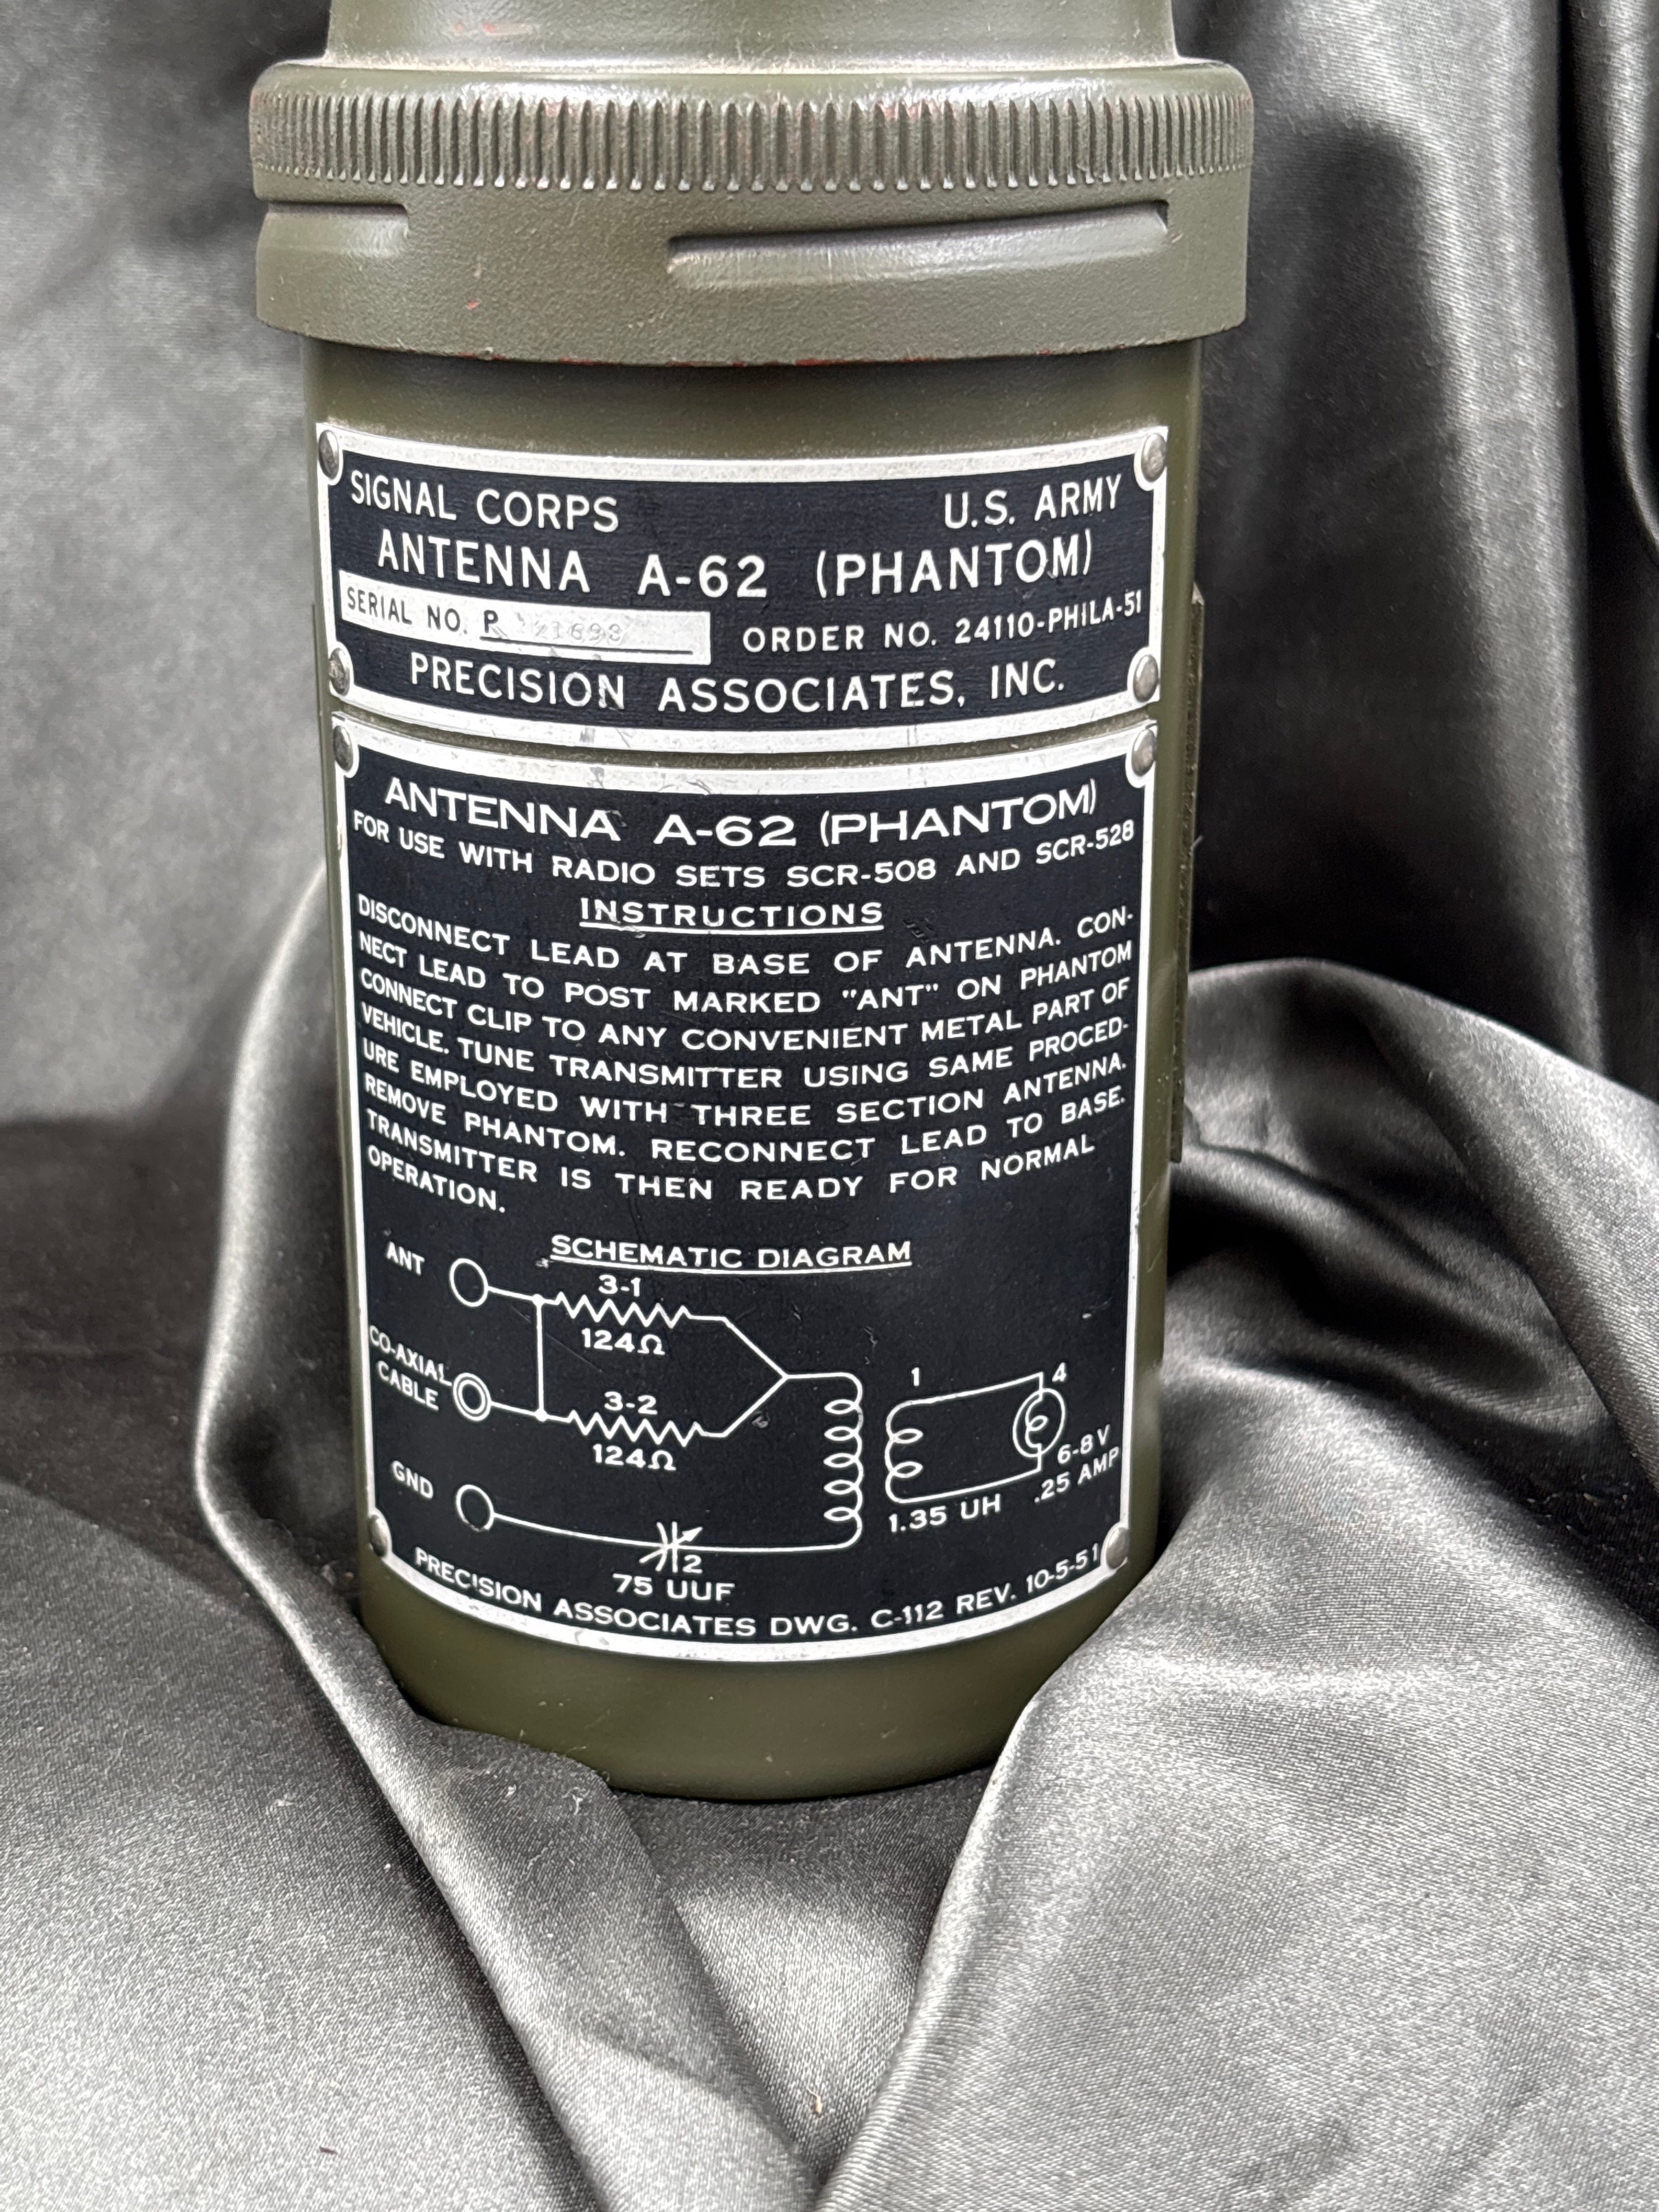 SIGNAL CORPS U.S. ARMY
ANTENNA A-62 (PHANTOM)
SERIAL NO. P ORDER NO. 24110-PHILA-51
PRECISION ASSOCIATES, INC.
ANTENNA A-62 (PHANTOM)
FOR USE WITH RADIO SETS SCR-508 AND SCR-528
INSTRUCTIONS
DISCONNECT LEAD AT BASE OF ANTENNA. CON-
NECT LEAD TO POST MARKED "ANT" ON PHANTOM
CONNECT CLIP TO ANY CONVENIENT METAL PART OF
VEHICLE. TUNE TRANSMITTER USING SAME PROCED-
URE EMPLOYED WITH THREE SECTION ANTENNA.
REMOVE PHANTOM. RECONNECT LEAD TO BASE.
TRANSMITTER IS THEN READY FOR NORMAL
OPERATION.
SCHEMATIC DIAGRAM
ANT
3-1
124Ω
CO-AXIAL
CABLE
3-2
124Ω
1
4
6-8 V
.25 AMP
1.35 UH
GND
2
75 UUF
PRECISION ASSOCIATES DWG. C-112 REV. 10-5-51